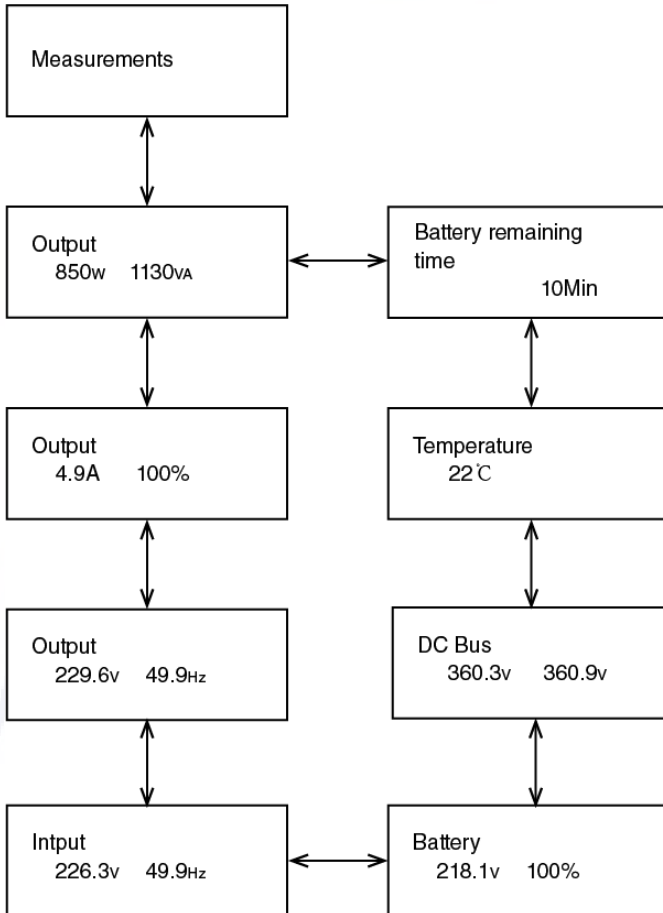 Measurements
Output
850W 1130VA
Battery remaining
time
10Min
Output
4.9A 100%
Temperature
22℃
Output
229.6V 49.9Hz
DC Bus
360.3V 360.9V
Intput
226.3V 49.9Hz
Battery
218.1V 100%